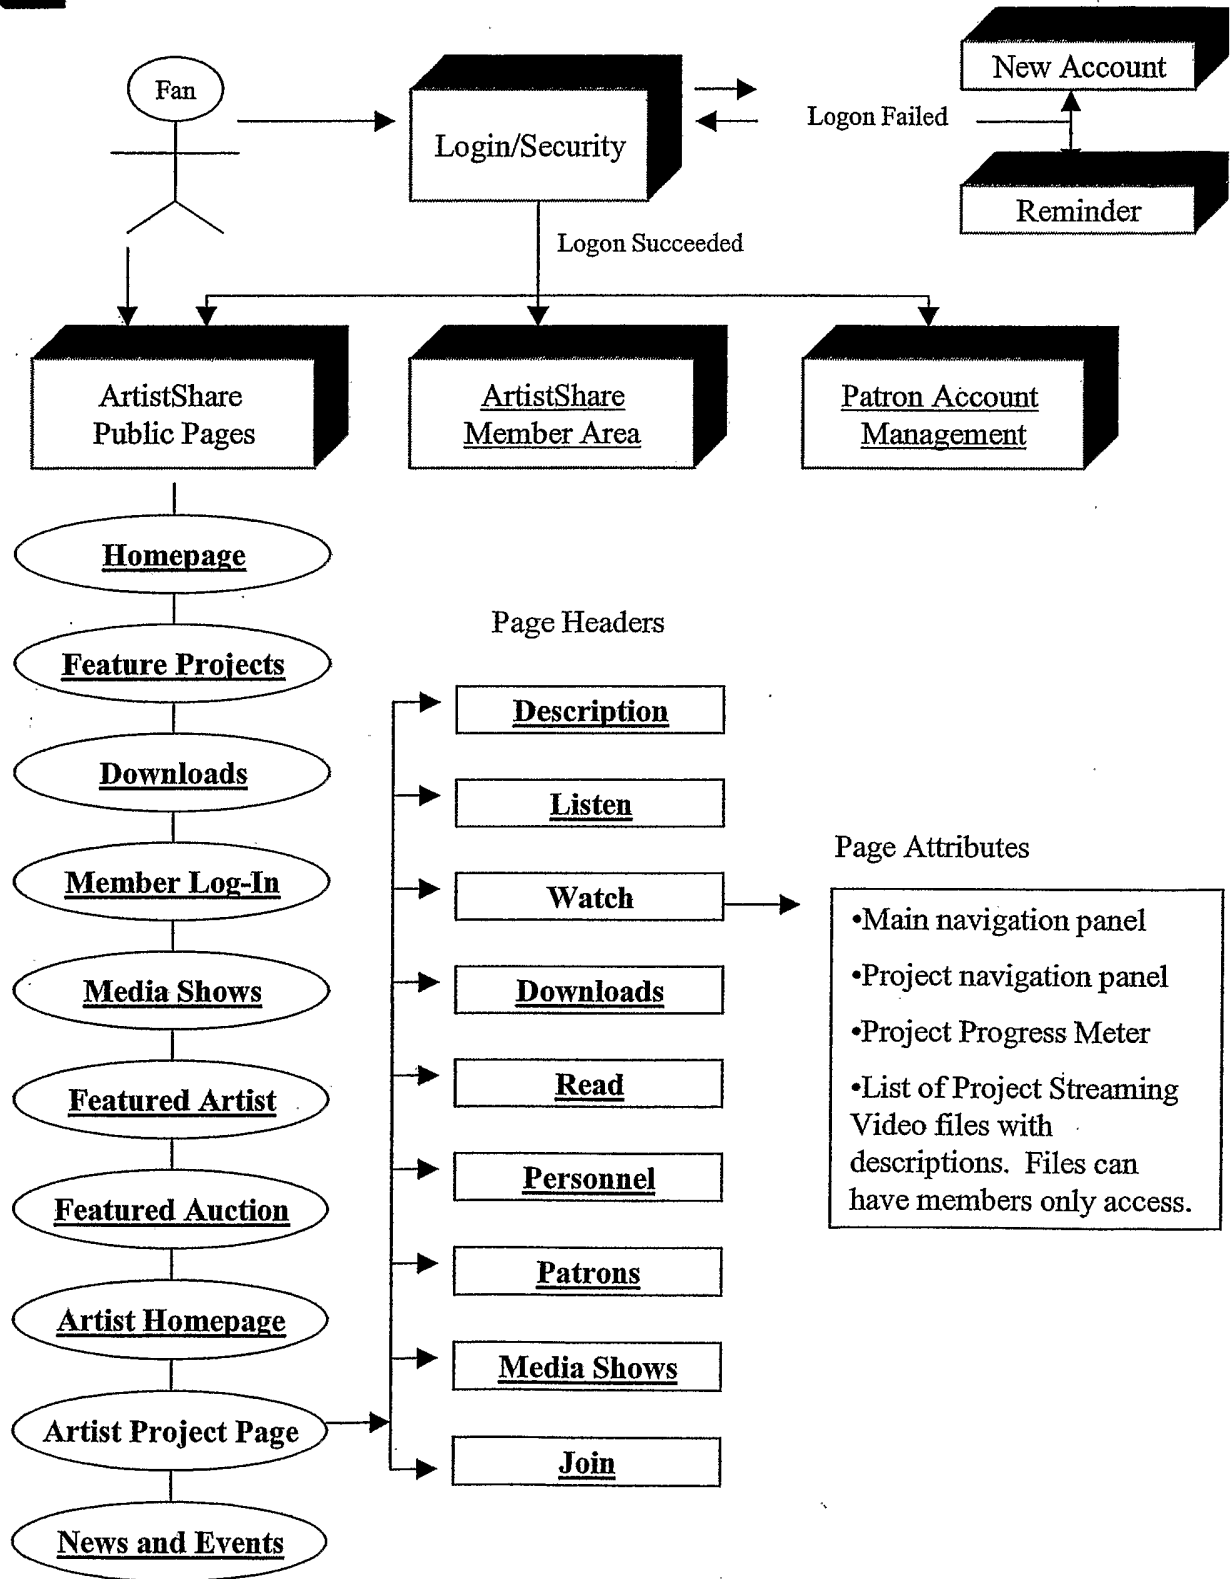 Fan
Login/Security
Logon Failed
New Account
Reminder
Logon Succeeded
ArtistShare
Public Pages
ArtistShare
Member Area
Patron Account
Management
Homepage
Feature Projects
Downloads
Member Log-In
Media Shows
Featured Artist
Featured Auction
Artist Homepage
Artist Project Page
News and Events
Page Headers
Description
Listen
Watch
Downloads
Read
Personnel
Patrons
Media Shows
Join
Page Attributes
•Main navigation panel
•Project navigation panel
•Project Progress Meter
•List of Project Streaming
Video files with
descriptions. Files can
have members only access.